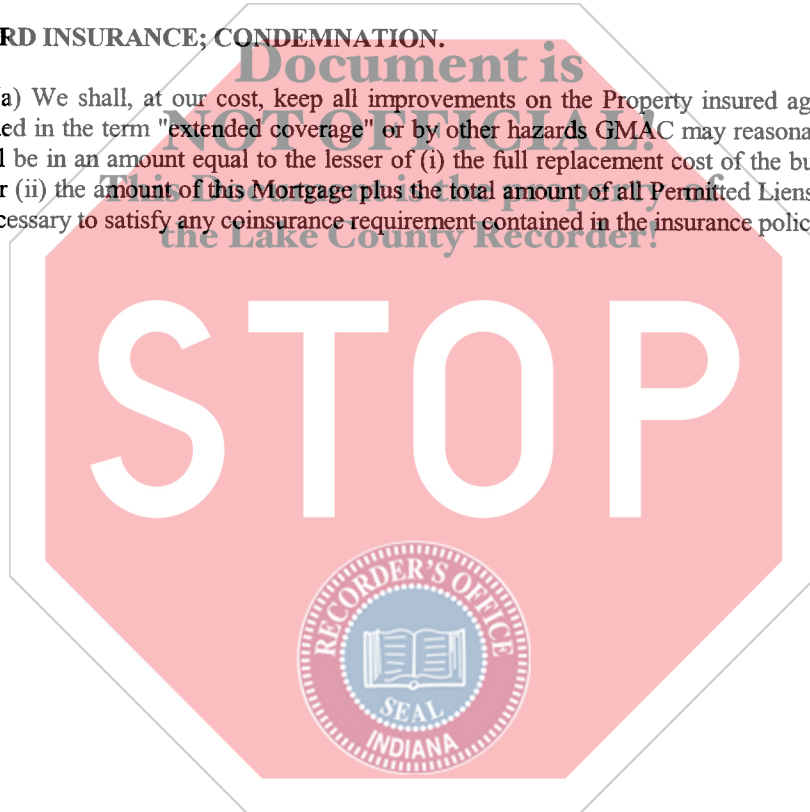 RD INSURANCE; CONDEMNATION.
Document is
a) We shall, at our cost, keep all improvements on the Property insured ag
ed in the term "extended coverage" or by other hazards GMAC may reasona
NOT OFFICIAL!
l be in an amount equal to the lesser of (i) the full replacement cost of the bu
r (ii) the amount of this Mortgage plus the total amount of all Permitted Liens
This Document is the property of
cessary to satisfy any coinsurance requirement contained in the insurance polic
the Lake County Recorder!
STOP
RECORDER'S OFFICE
SEAL
INDIANA